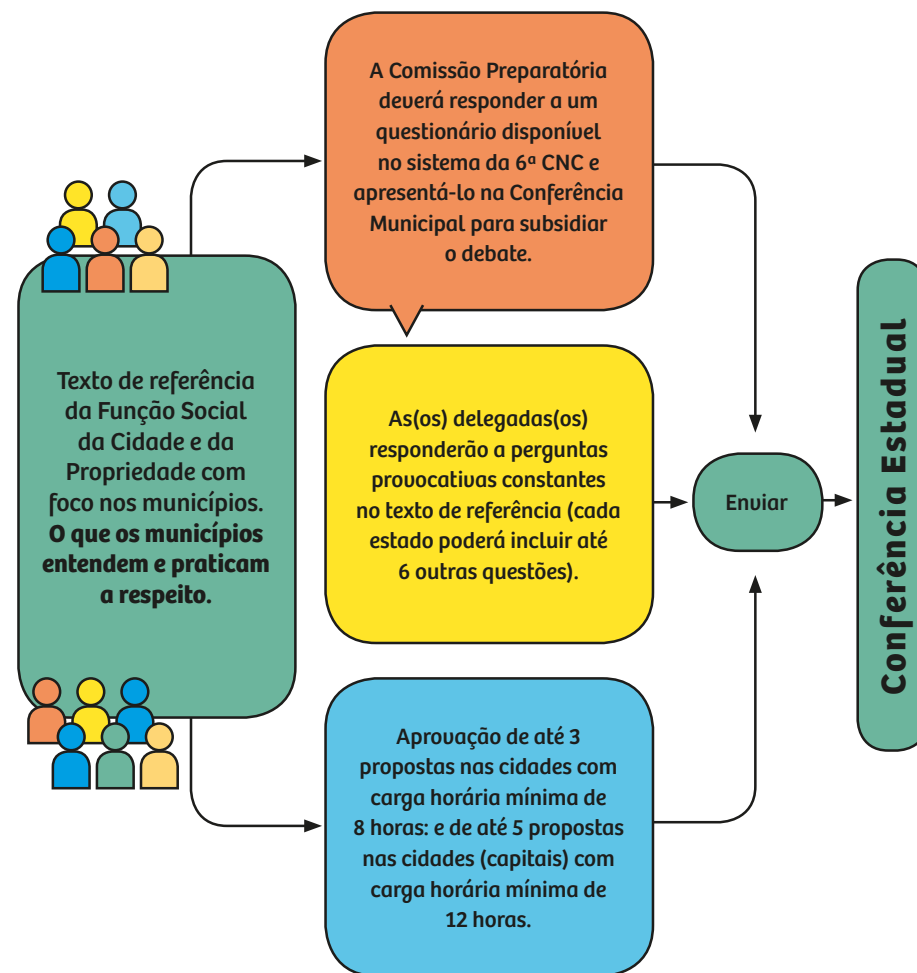 A Comissão Preparatória
deverá responder a um
questionário disponível
no sistema da 6ª CNC e
apresentá-lo na Conferência
Municipal para subsidiar
o debate.
Texto de referência
da Função Social
da Cidade e da
Propriedade com
foco nos municípios.
O que os municípios
entendem e praticam
a respeito.
As(os) delegadas(os)
responderão a perguntas
provocativas constantes
no texto de referência (cada
estado poderá incluir até
6 outras questões).
Aprovação de até 3
propostas nas cidades com
carga horária mínima de
8 horas: e de até 5 propostas
nas cidades (capitais) com
carga horária mínima de
12 horas.
Enviar
Conferência Estadual